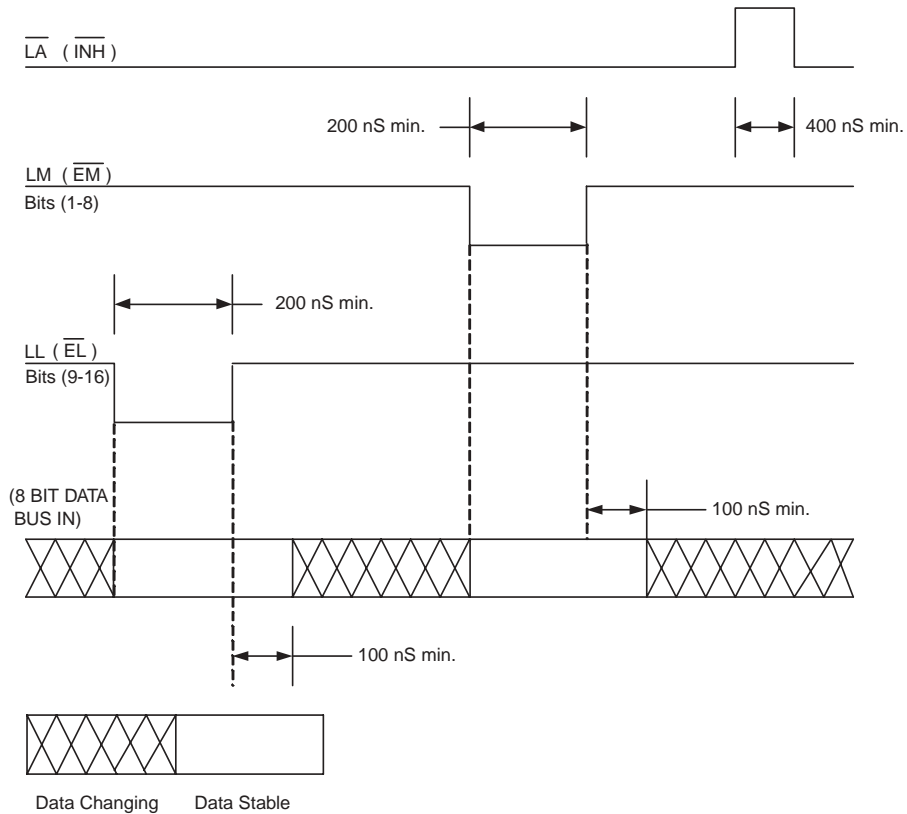 LA ( INH )
200 nS min.
400 nS min.
LM ( EM )
Bits (1-8)
200 nS min.
LL ( EL )
Bits (9-16)
(8 BIT DATA
BUS IN)
100 nS min.
100 nS min.
Data Changing
Data Stable